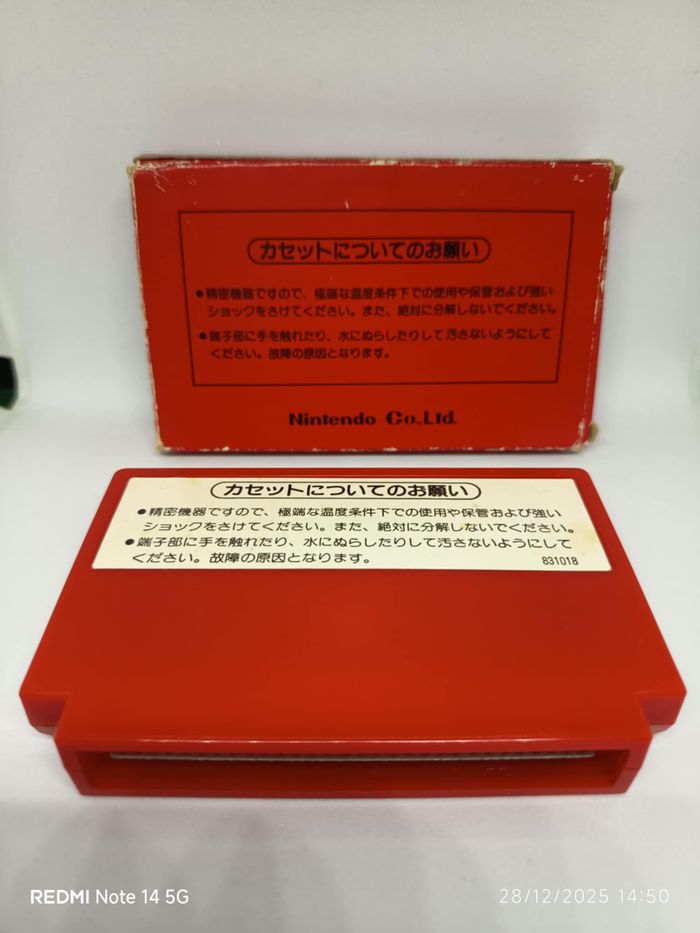 カセットについてのお願い
●精密機器ですので、極端な温度条件下での使用や保管および強い
ショックをさけてください。また、絶対に分解しないでください。
●端子部に手を触れたり、水にぬらしたりして汚さないようにして
ください。故障の原因となります。
Nintendo Co.,Ltd.
カセットについてのお願い
●精密機器ですので、極端な温度条件下での使用や保管および強い
ショックをさけてください。また、絶対に分解しないでください。
●端子部に手を触れたり、水にぬらしたりして汚さないようにして
ください。故障の原因となります。
831018
REDMI Note 14 5G
28/12/2025 14:50